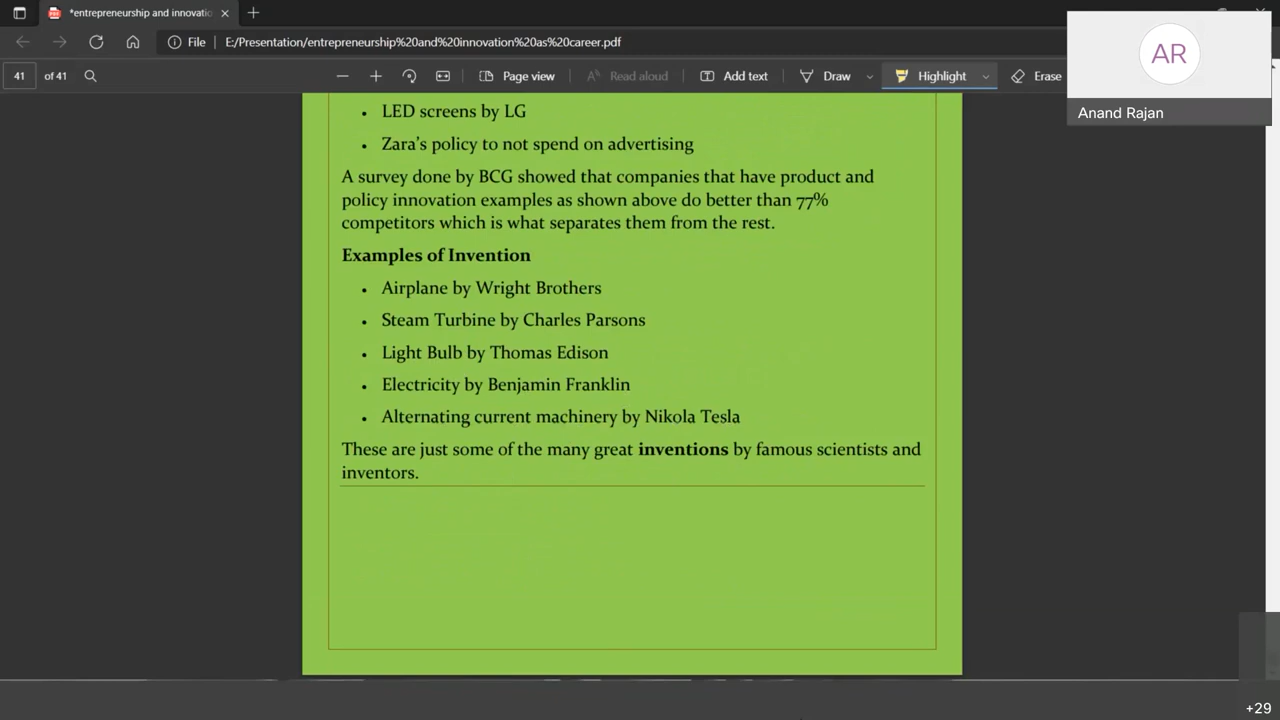 *entrepreneurship and innovatio
File E:/Presentation/entrepreneurship%20and%20innovation%20as%20career.pdf
AR
Anand Rajan
41 of 41 Page view Read aloud Add text Draw Highlight Erase
• LED screens by LG
• Zara's policy to not spend on advertising
A survey done by BCG showed that companies that have product and
policy innovation examples as shown above do better than 77%
competitors which is what separates them from the rest.
Examples of Invention
• Airplane by Wright Brothers
• Steam Turbine by Charles Parsons
• Light Bulb by Thomas Edison
• Electricity by Benjamin Franklin
• Alternating current machinery by Nikola Tesla
These are just some of the many great inventions by famous scientists and
inventors.
+29